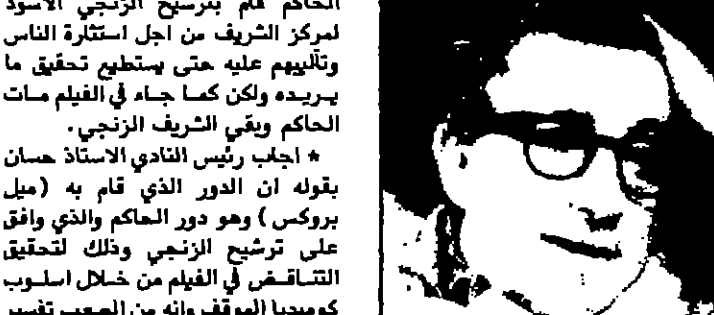 الحاكم قام بترشيح الزنجي الاسود
لمركز الشريف من اجل استثارة الناس
وتأليبهم عليه حتى يستطيع تحقيق ما
يريده ولكن كما جاء في الفيلم مات
الحاكم وبقي الشريف الزنجي.
* اجاب رئيس النادي الاستاذ حسان
بقوله ان الدور الذي قام به (ميل
بروكس) وهو دور الحاكم والذي وافق
على ترشيح الزنجي وذلك لتحقيق
التناقض في الفيلم من خلال اسلوب
كوميديا الموقف وانه من الصعب تفسير